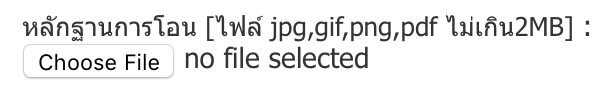 หลักฐานการโอน [ไฟล์ jpg,gif,png,pdf ไม่เกิน2MB] :
Choose File no file selected